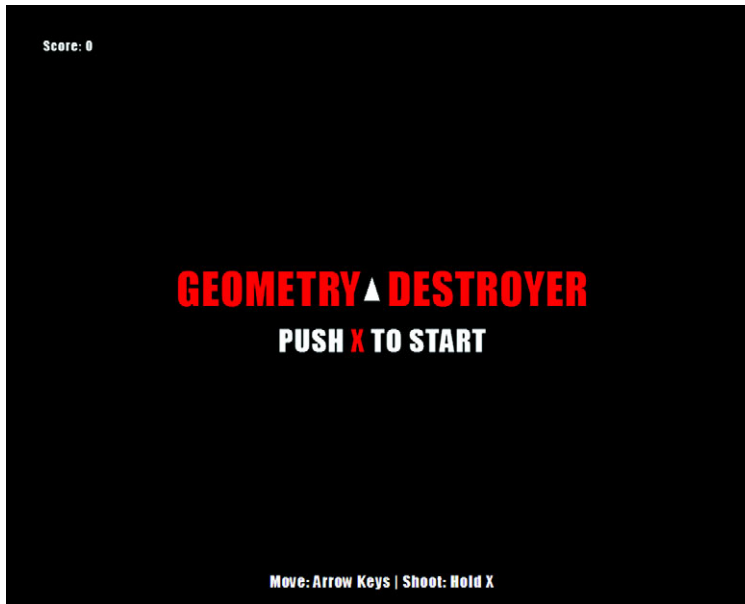 Score: 0
GEOMETRY DESTROYER
PUSH X TO START
Move: Arrow Keys | Shoot: Hold X